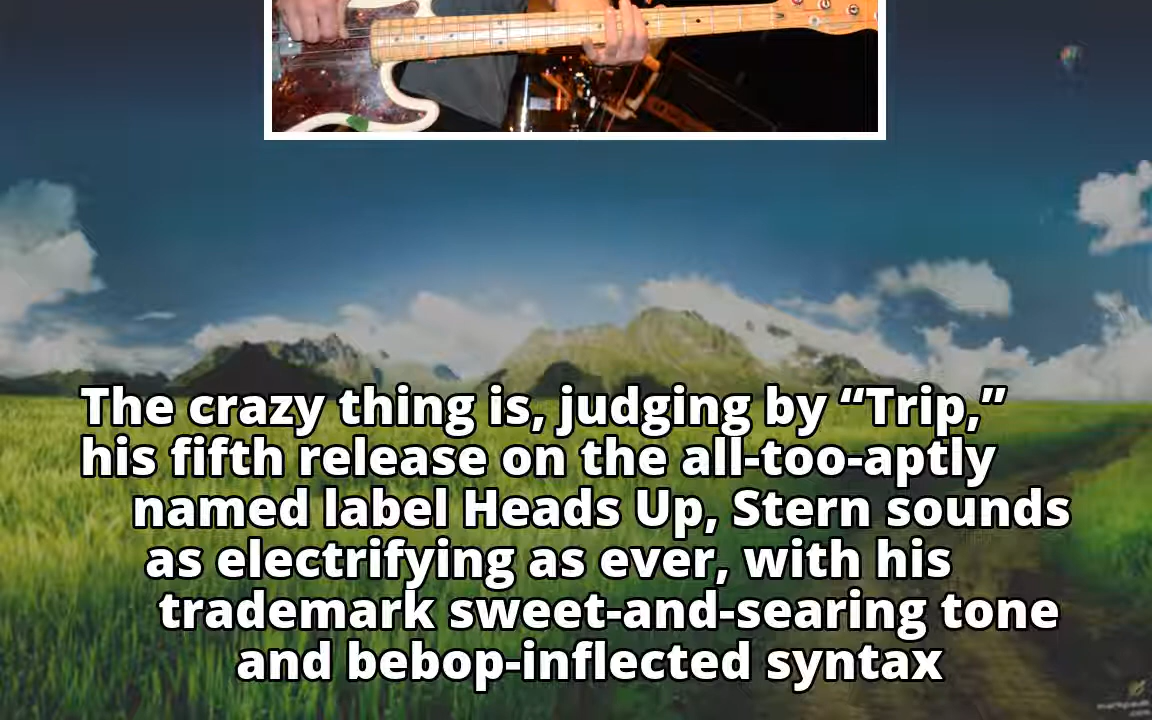 The crazy thing is, judging by “Trip,”
his fifth release on the all-too-aptly
named label Heads Up, Stern sounds
as electrifying as ever, with his
trademark sweet-and-searing tone
and bebop-inflected syntax